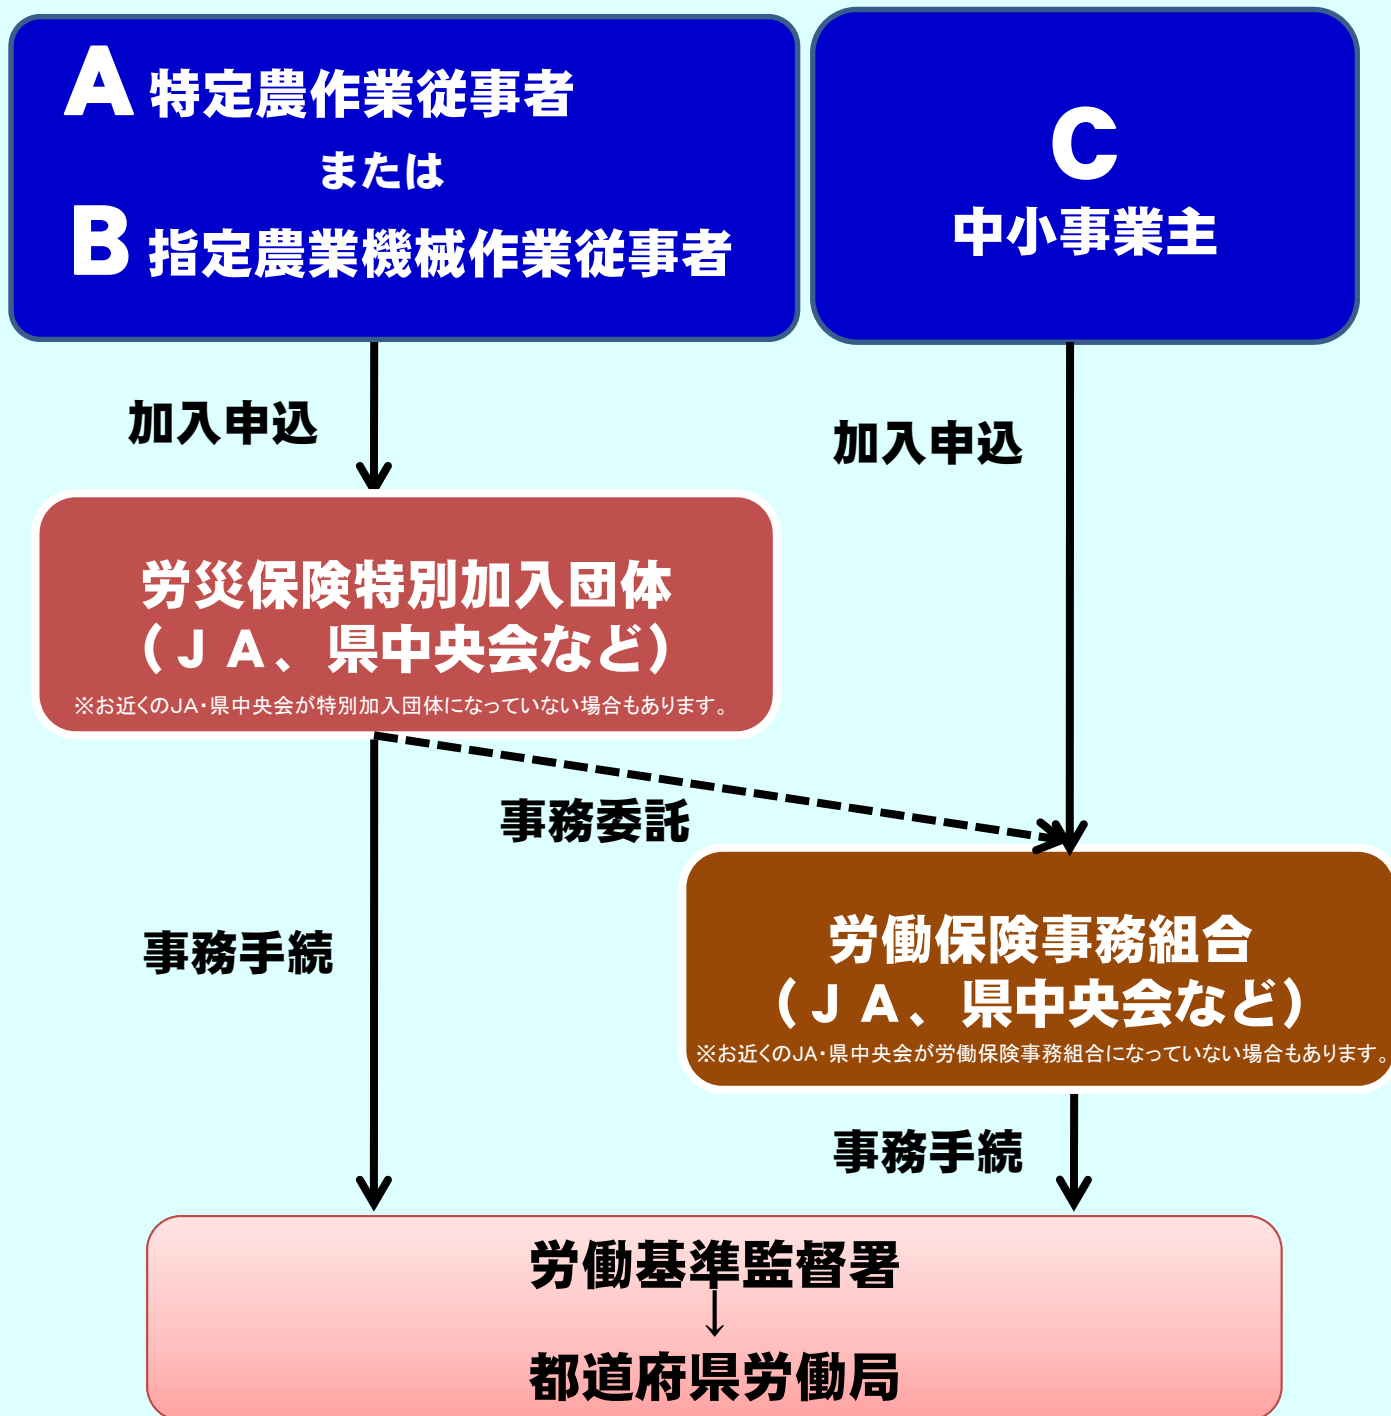 A 特定農作業従事者
または
B 指定農業機械作業従事者
C
中小事業主
加入申込
加入申込
労災保険特別加入団体
（ＪＡ、県中央会など）
※お近くのJA・県中央会が特別加入団体になっていない場合もあります。
事務委託
事務手続
労働保険事務組合
（ＪＡ、県中央会など）
※お近くのJA・県中央会が労働保険事務組合になっていない場合もあります。
事務手続
労働基準監督署
↓
都道府県労働局